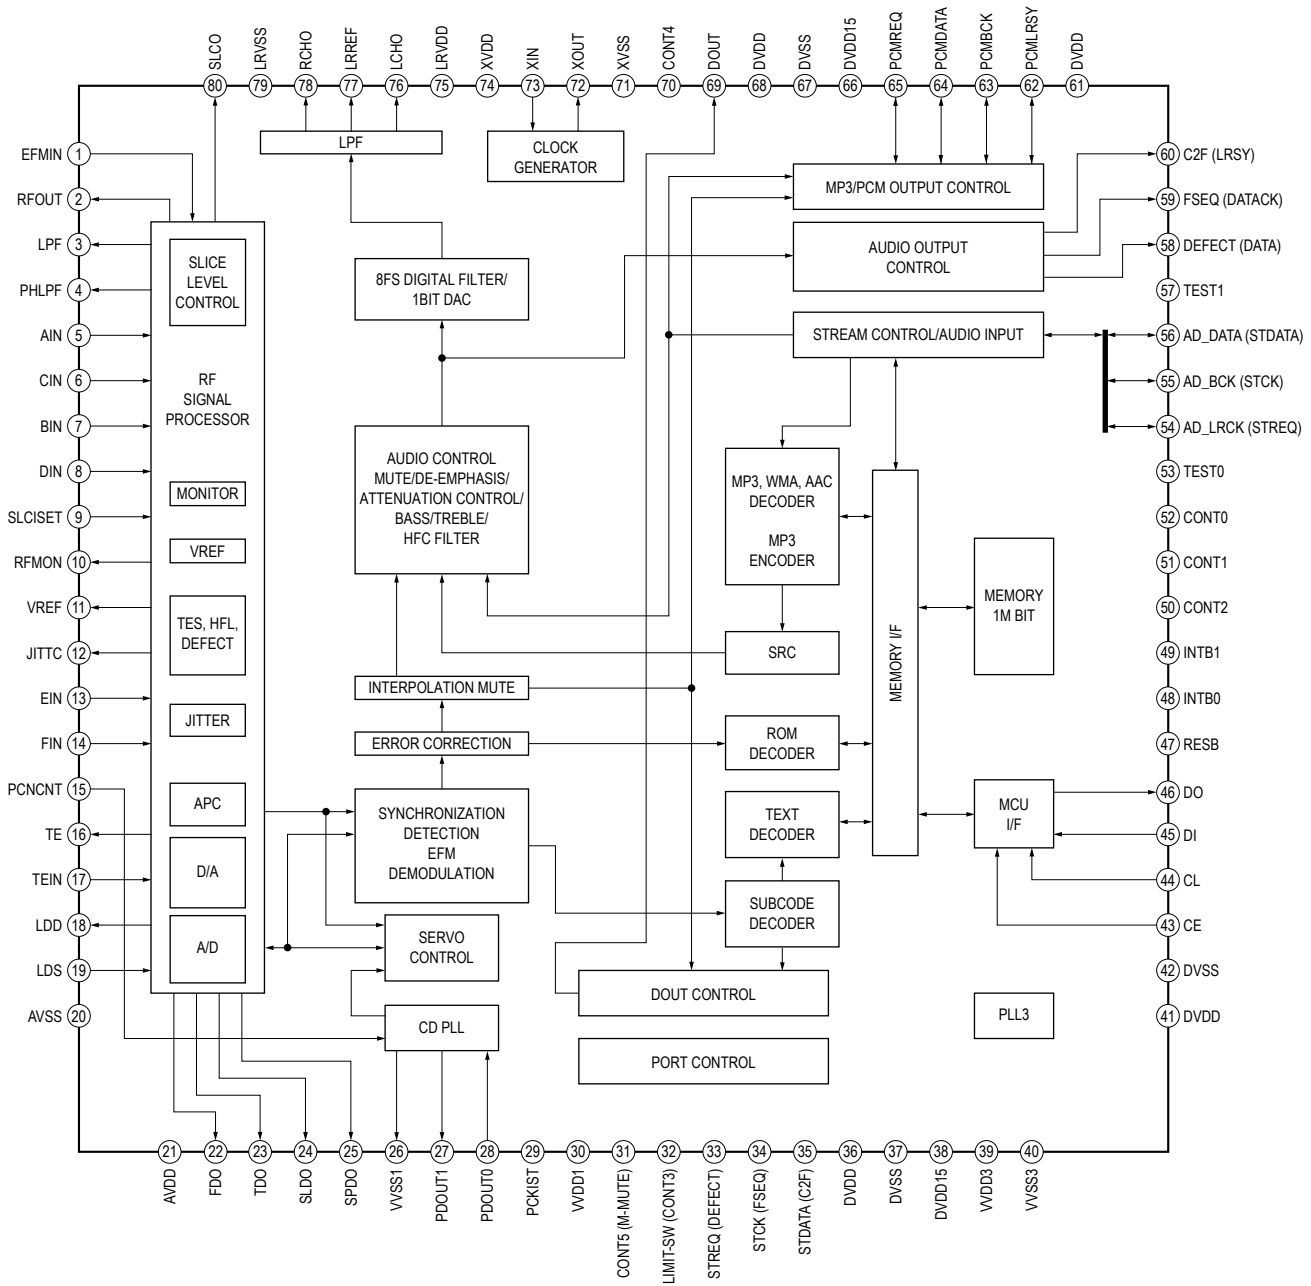 SLCO
LRVSS
RCHO
LRREF
LCHO
LRVDD
XVDD
XIN
XOUT
XVSS
CONT4
DOUT
DVDD
DVSS
DVDD15
PCMREQ
PCMDATA
PCMBCK
PCMLRSY
DVDD
80 79 78 77 76 75 74 73 72 71 70 69 68 67 66 65 64 63 62 61
EFMIN 1
RFOUT 2
LPF 3
PHLPF 4
AIN 5
CIN 6
BIN 7
DIN 8
SLCISET 9
RFMON 10
VREF 11
JITTC 12
EIN 13
FIN 14
PCNCNT 15
TE 16
TEIN 17
LDD 18
LDS 19
AVSS 20
SLICE
LEVEL
CONTROL
RF
SIGNAL
PROCESSOR
MONITOR
VREF
TES, HFL,
DEFECT
JITTER
APC
D/A
A/D
LPF
CLOCK
GENERATOR
8FS DIGITAL FILTER/
1BIT DAC
AUDIO CONTROL
MUTE/DE-EMPHASIS/
ATTENUATION CONTROL/
BASS/TREBLE/
HFC FILTER
INTERPOLATION MUTE
ERROR CORRECTION
SYNCHRONIZATION
DETECTION
EFM
DEMODULATION
SERVO
CONTROL
CD PLL
MP3/PCM OUTPUT CONTROL
AUDIO OUTPUT
CONTROL
STREAM CONTROL/AUDIO INPUT
MP3, WMA, AAC
DECODER
MP3
ENCODER
SRC
ROM
DECODER
TEXT
DECODER
SUBCODE
DECODER
DOUT CONTROL
PORT CONTROL
MEMORY I/F
MEMORY
1M BIT
MCU
I/F
PLL3
60 C2F (LRSY)
59 FSEQ (DATACK)
58 DEFECT (DATA)
57 TEST1
56 AD_DATA (STDATA)
55 AD_BCK (STCK)
54 AD_LRCK (STREQ)
53 TEST0
52 CONT0
51 CONT1
50 CONT2
49 INTB1
48 INTB0
47 RESB
46 DO
45 DI
44 CL
43 CE
42 DVSS
41 DVDD
21 22 23 24 25 26 27 28 29 30 31 32 33 34 35 36 37 38 39 40
AVDD
FDO
TDO
SLDO
SPDO
VVSS1
PDOUT1
PDOUT0
PCKIST
VVDD1
CONT5 (M-MUTE)
LIMIT-SW (CONT3)
STREQ (DEFECT)
STCK (FSEQ)
STDATA (C2F)
DVDD
DVSS
DVDD15
VVDD3
VVSS3